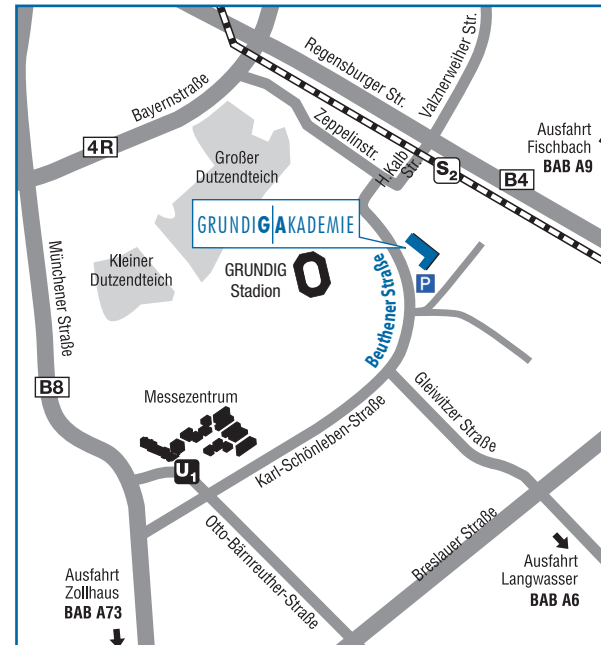 Regensburger Str.
Valznerweiher Str.
Bayernstraße
Zeppelinstr.
Ausfahrt
Fischbach
BAB A9
4R
Großer
Dutzendteich
H.Kalb
Str.
S2
B4
GRUNDIG AKADEMIE
Kleiner
Dutzendteich
GRUNDIG
Stadion
P
Münchener Straße
Beuthener Straße
B8
Messezentrum
Gleiwitzer Straße
U1
Karl-Schönleben-Straße
Otto-Bärnreuther-Straße
Breslauer Straße
Ausfahrt
Langwasser
BAB A6
Ausfahrt
Zollhaus
BAB A73